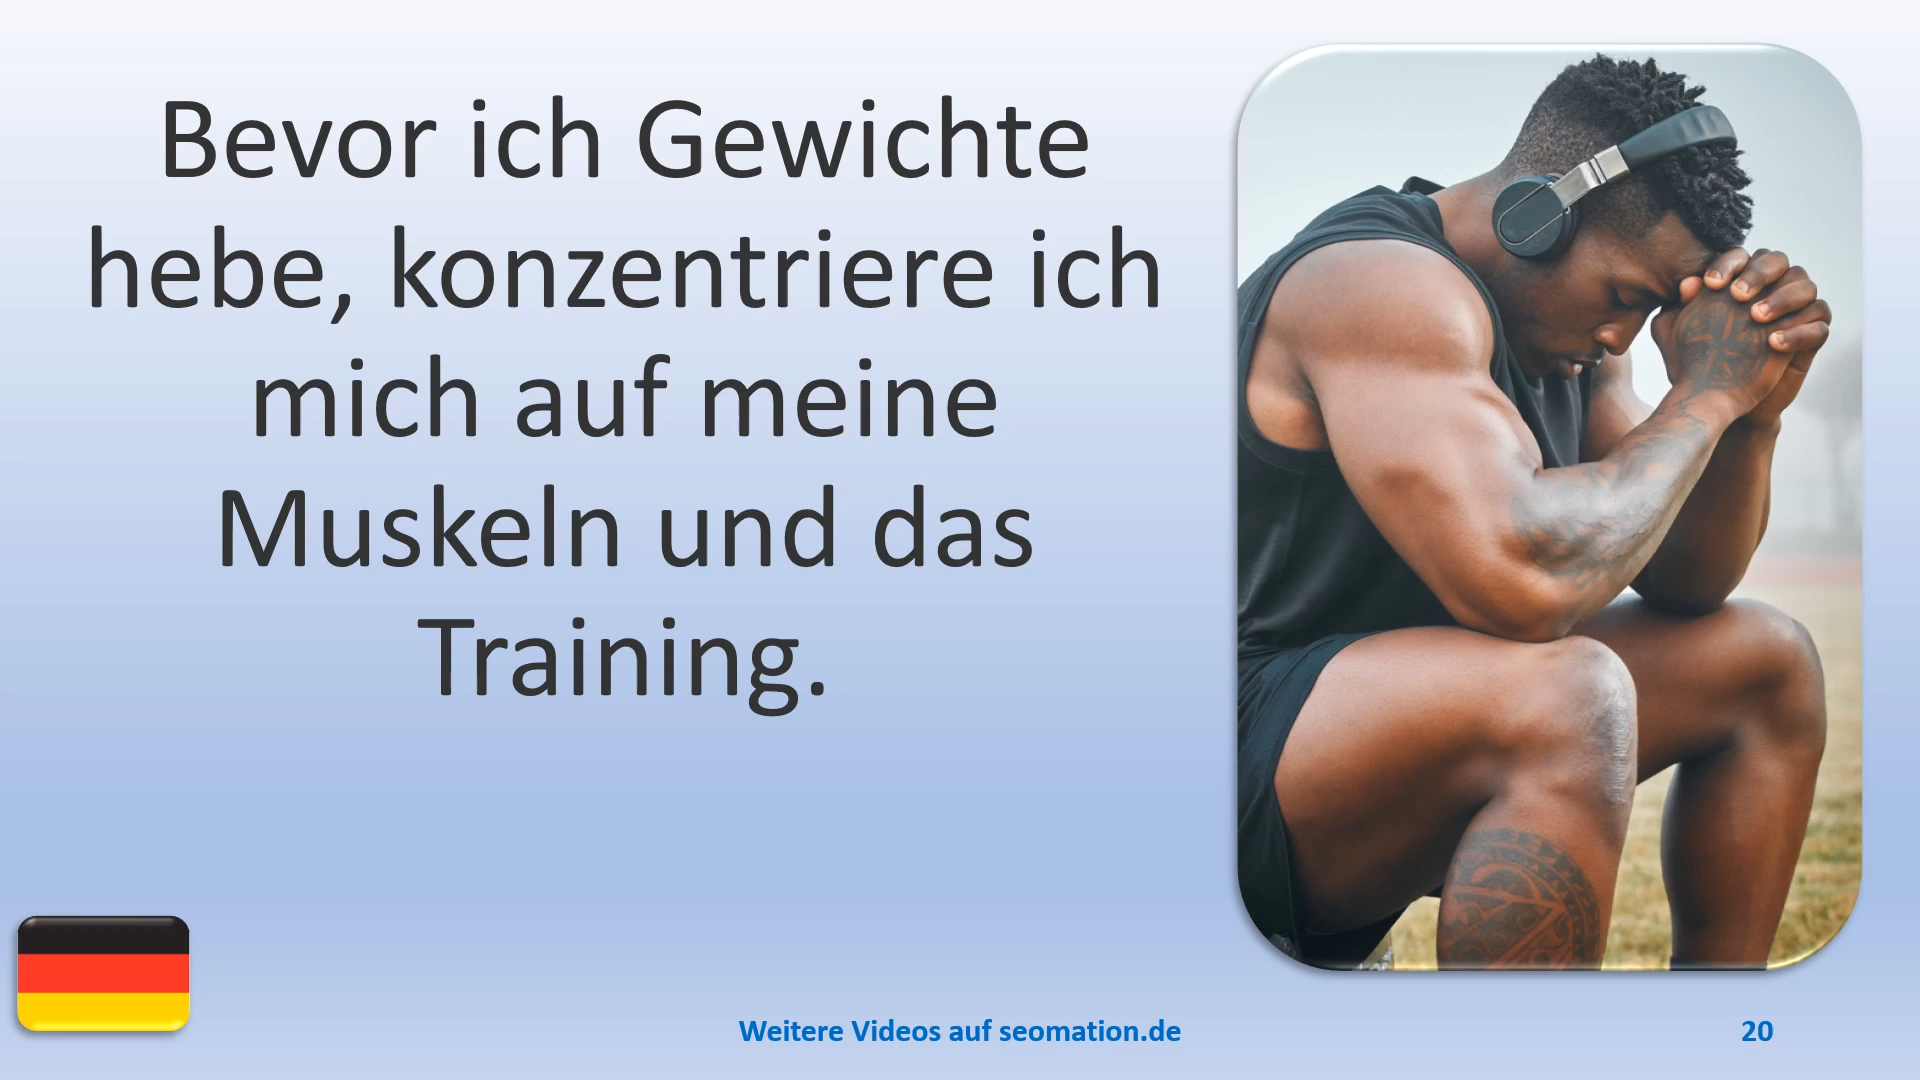 Bevor ich Gewichte
hebe, konzentriere ich
mich auf meine
Muskeln und das
Training.
Weitere Videos auf seomation.de
20